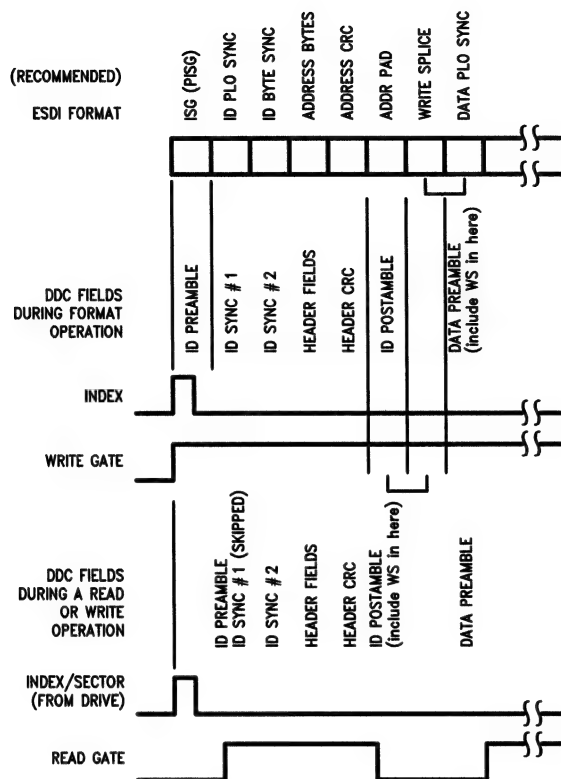 (RECOMMENDED)
ESDI FORMAT
ISG (PISG)
ID PLO SYNC
ID BYTE SYNC
ADDRESS BYTES
ADDRESS CRC
ADDR PAD
WRITE SPLICE
DATA PLO SYNC
DDC FIELDS
DURING FORMAT
OPERATION
ID PREAMBLE
ID SYNC #1
ID SYNC #2
HEADER FIELDS
HEADER CRC
ID POSTAMBLE
DATA PREAMBLE
(include WS in here)
INDEX
WRITE GATE
DDC FIELDS
DURING A READ
OR WRITE
OPERATION
ID PREAMBLE
ID SYNC #1 (SKIPPED)
ID SYNC #2
HEADER FIELDS
HEADER CRC
ID POSTAMBLE
(include WS in here)
DATA PREAMBLE
INDEX/SECTOR
(FROM DRIVE)
READ GATE